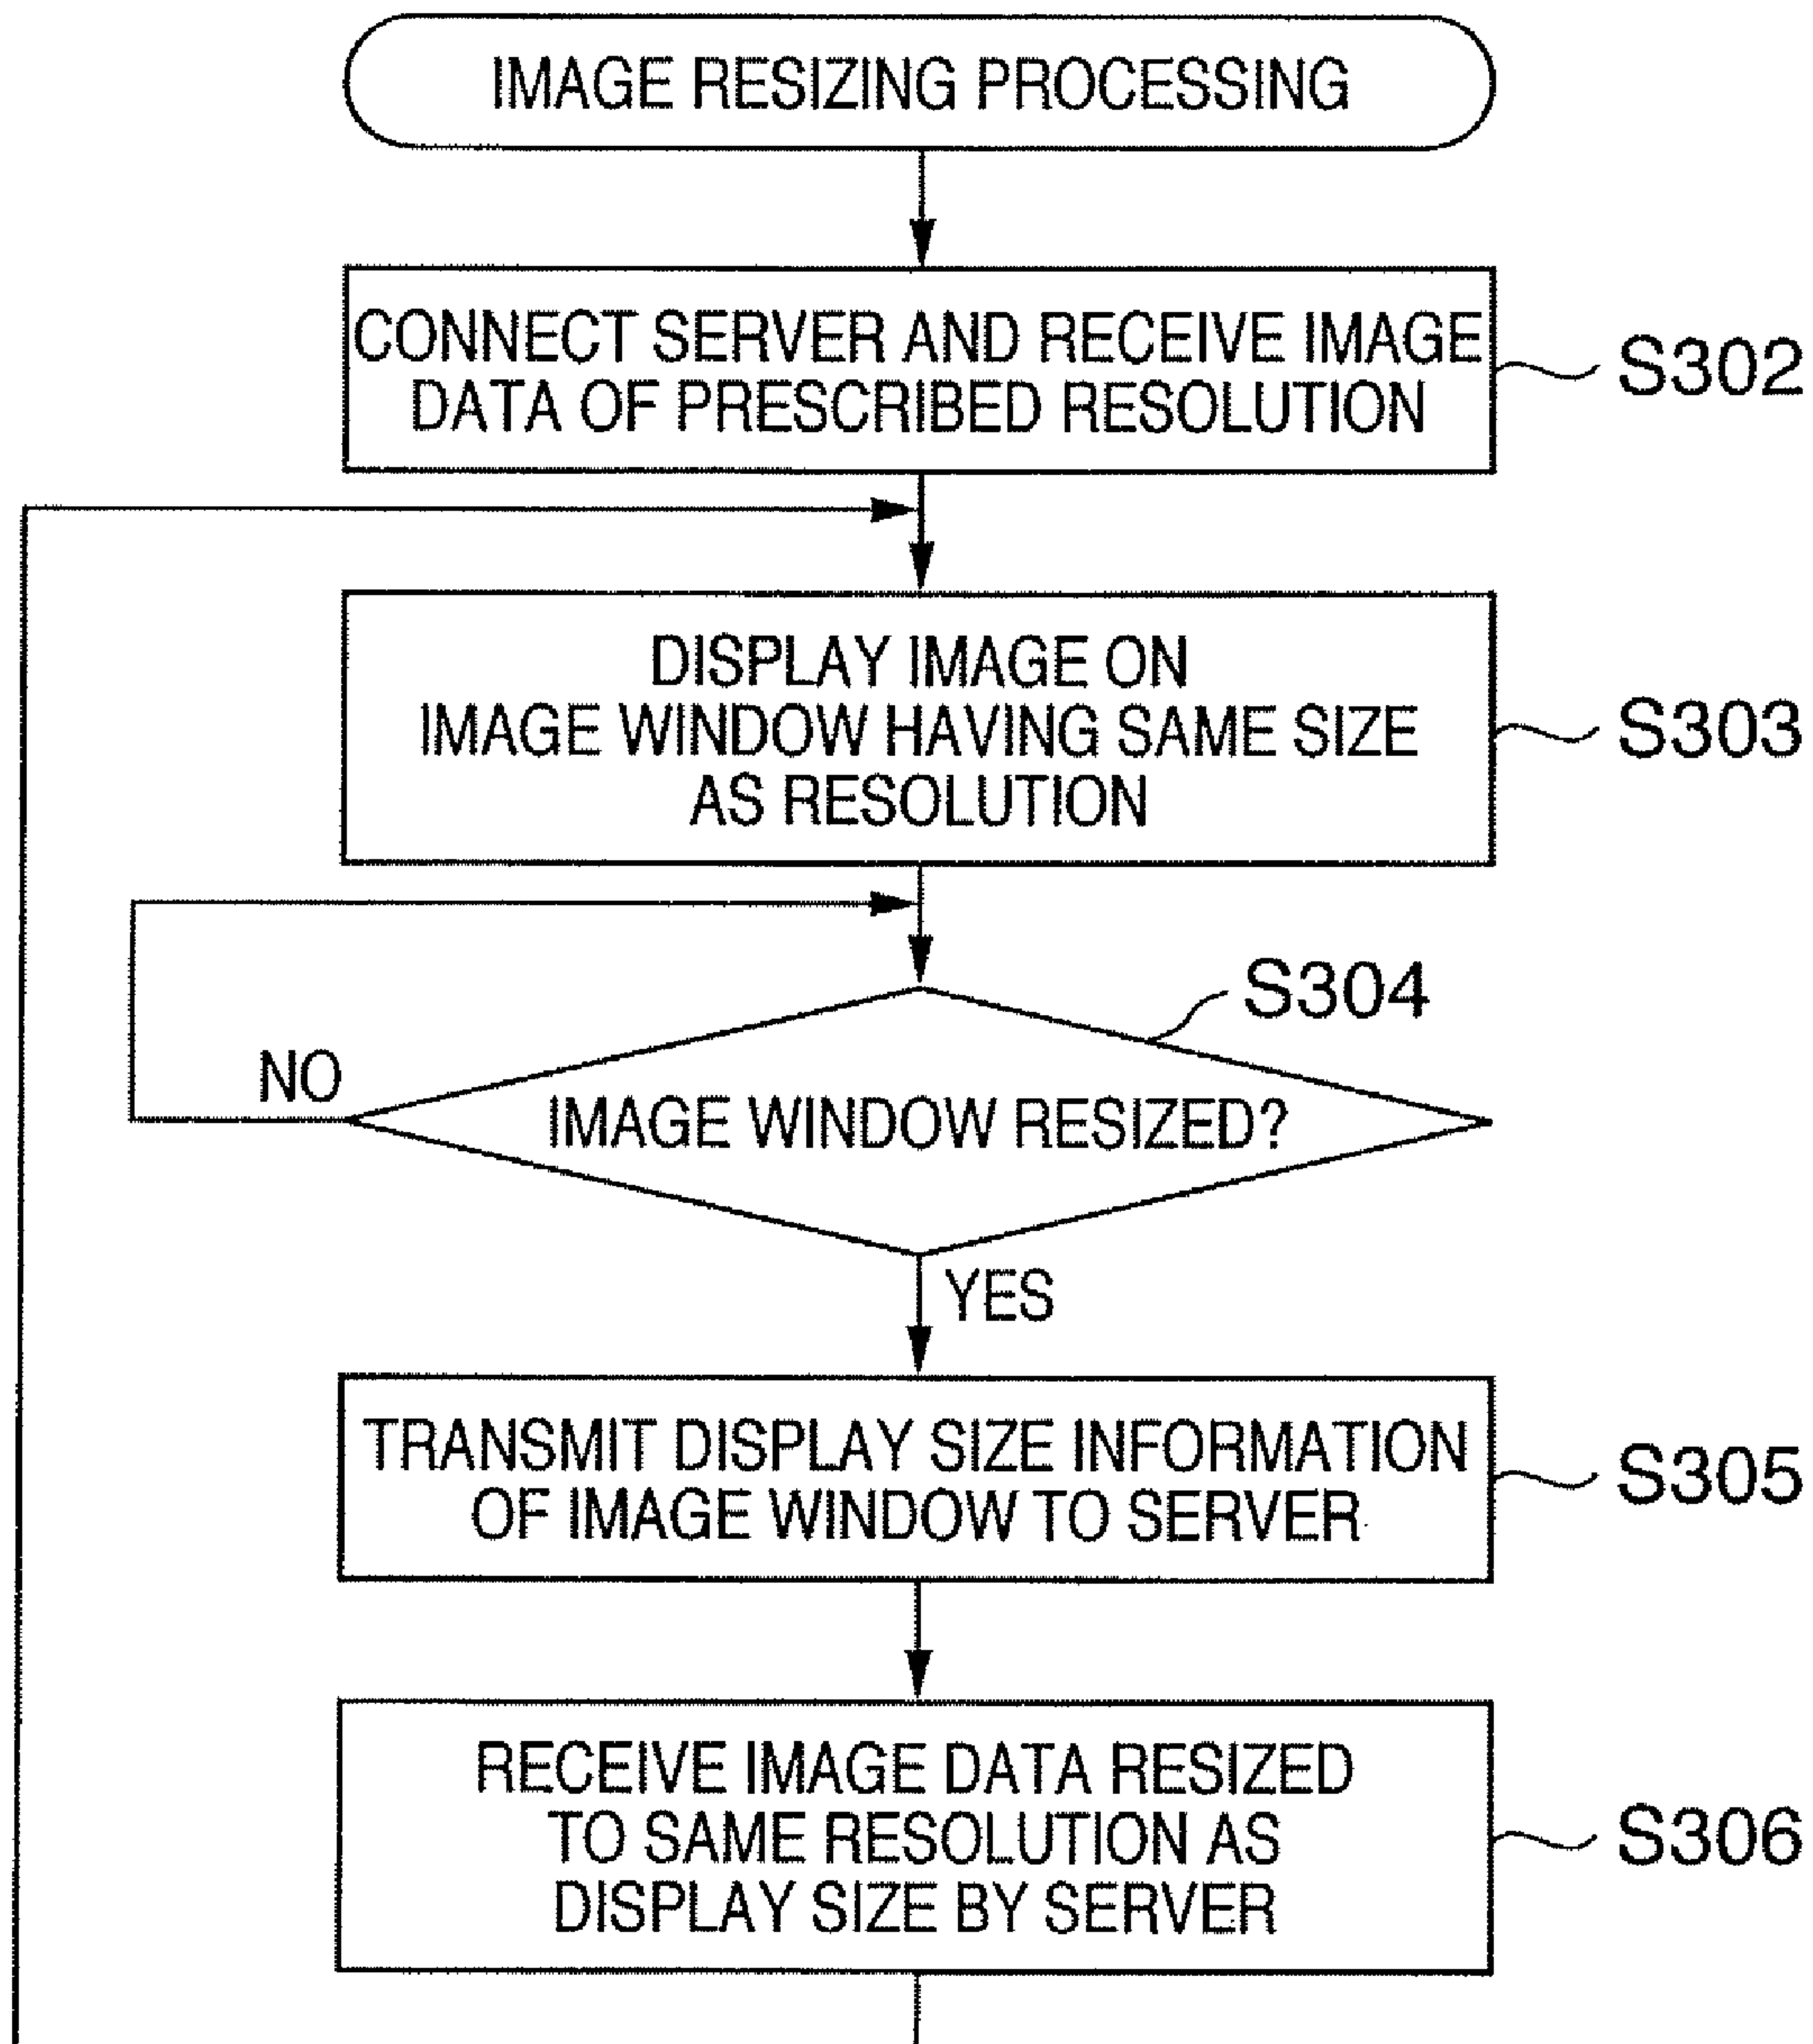 IMAGE RESIZING PROCESSING
CONNECT SERVER AND RECEIVE IMAGE
DATA OF PRESCRIBED RESOLUTION
S302
DISPLAY IMAGE ON
IMAGE WINDOW HAVING SAME SIZE
AS RESOLUTION
S303
S304
NO
IMAGE WINDOW RESIZED?
YES
TRANSMIT DISPLAY SIZE INFORMATION
OF IMAGE WINDOW TO SERVER
S305
RECEIVE IMAGE DATA RESIZED
TO SAME RESOLUTION AS
DISPLAY SIZE BY SERVER
S306